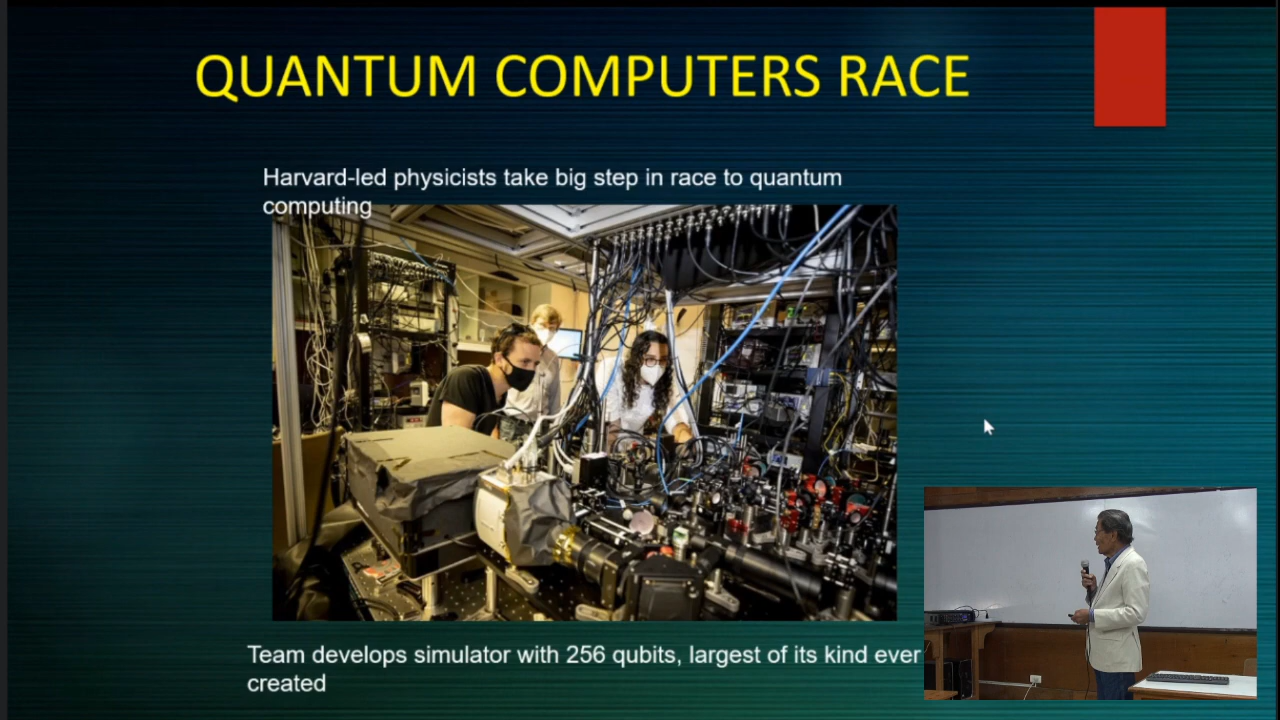 QUANTUM COMPUTERS RACE
Harvard-led physicists take big step in race to quantum
computing
Team develops simulator with 256 qubits, largest of its kind ever
created